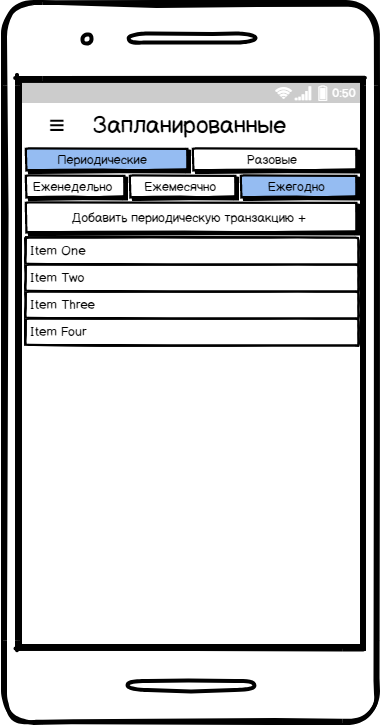 0:50
Запланированные
Периодические Разовые
Еженедельно Ежемесячно Ежегодно
Добавить периодическую транзакцию +
Item One
Item Two
Item Three
Item Four